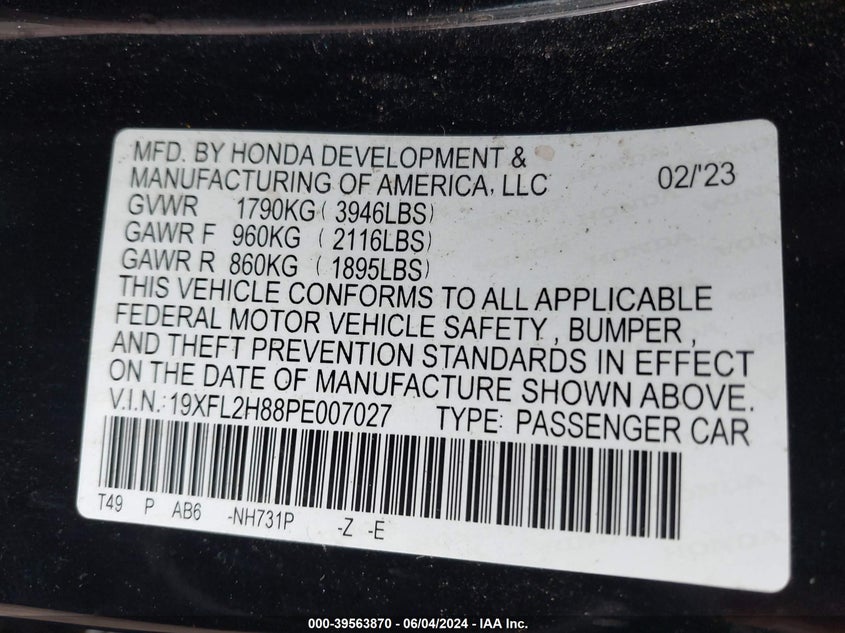 MFD. BY HONDA DEVELOPMENT &
MANUFACTURING OF AMERICA, LLC 02/'23
GVWR 1790KG ( 3946LBS)
GAWR F 960KG ( 2116LBS)
GAWR R 860KG ( 1895LBS)
THIS VEHICLE CONFORMS TO ALL APPLICABLE
FEDERAL MOTOR VEHICLE SAFETY , BUMPER ,
AND THEFT PREVENTION STANDARDS IN EFFECT
ON THE DATE OF MANUFACTURE SHOWN ABOVE.
V.I.N.: 19XFL2H88PE007027 TYPE: PASSENGER CAR
T49 P AB6 -NH731P -Z -E
HONDA
000-39563870 - 06/04/2024 - IAA Inc.